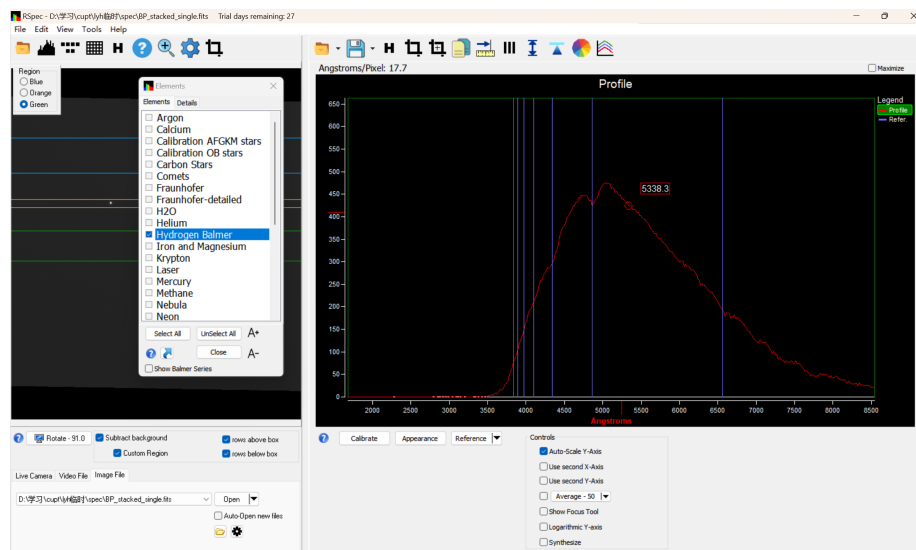 RSpec - D:\学习\cupt\lyh临时\spec\BP_stacked_single.fits Trial days remaining: 27
File Edit View Tools Help
Region
Blue
Orange
Green
Elements
Elements Details
Argon
Calcium
Calibration AFGKM stars
Calibration OB stars
Carbon Stars
Comets
Fraunhofer
Fraunhofer-detailed
H2O
Helium
Hydrogen Balmer
Iron and Magnesium
Krypton
Laser
Mercury
Methane
Nebula
Neon
Select All UnSelect All A+
Close A-
Show Balmer Series
Rotate - 91.0 Subtract background rows above box
Custom Region rows below box
Live Camera Video File Image File
D:\学习\cupt\lyh临时\spec\BP_stacked_single.fits Open
Auto-Open new files
H
H
Angstroms/Pixel: 17.7 Maximize
Profile
Legend
Profile
Refer.
650
600
550
500
450
400
350
300
250
200
150
100
50
0
5338.3
2000 2500 3000 3500 4000 4500 5000 5500 6000 6500 7000 7500 8000 8500
Angstroms
Calibrate Appearance Reference
Controls
Auto-Scale Y-Axis
Use second X-Axis
Use second Y-Axis
Average - 50
Show Focus Tool
Logarithmic Y-axis
Synthesize